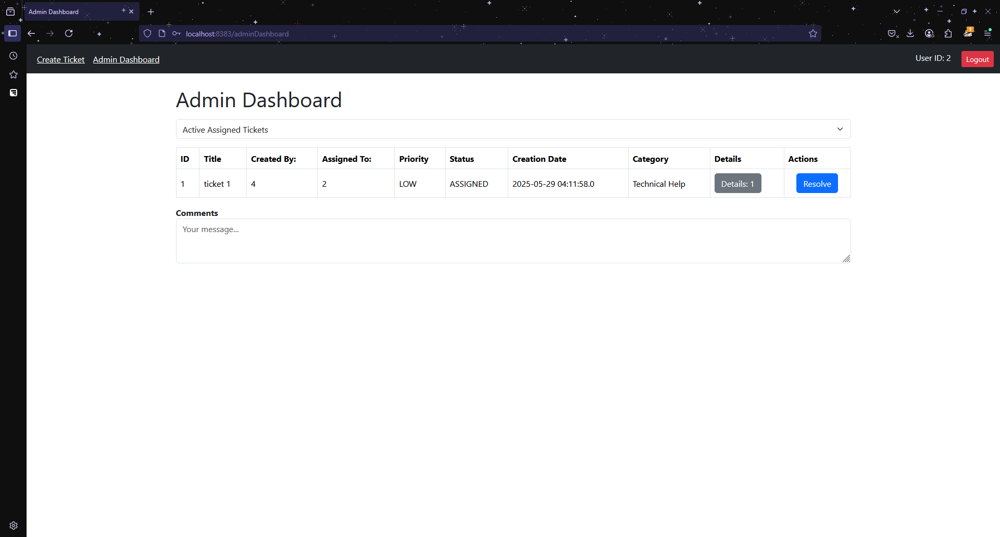 Admin Dashboard
localhost:8383/adminDashboard
1
Create Ticket Admin Dashboard User ID: 2 Logout
Admin Dashboard
Active Assigned Tickets
ID Title Created By: Assigned To: Priority Status Creation Date Category Details Actions
1 ticket 1 4 2 LOW ASSIGNED 2025-05-29 04:11:58.0 Technical Help Details: 1 Resolve
Comments
Your message...